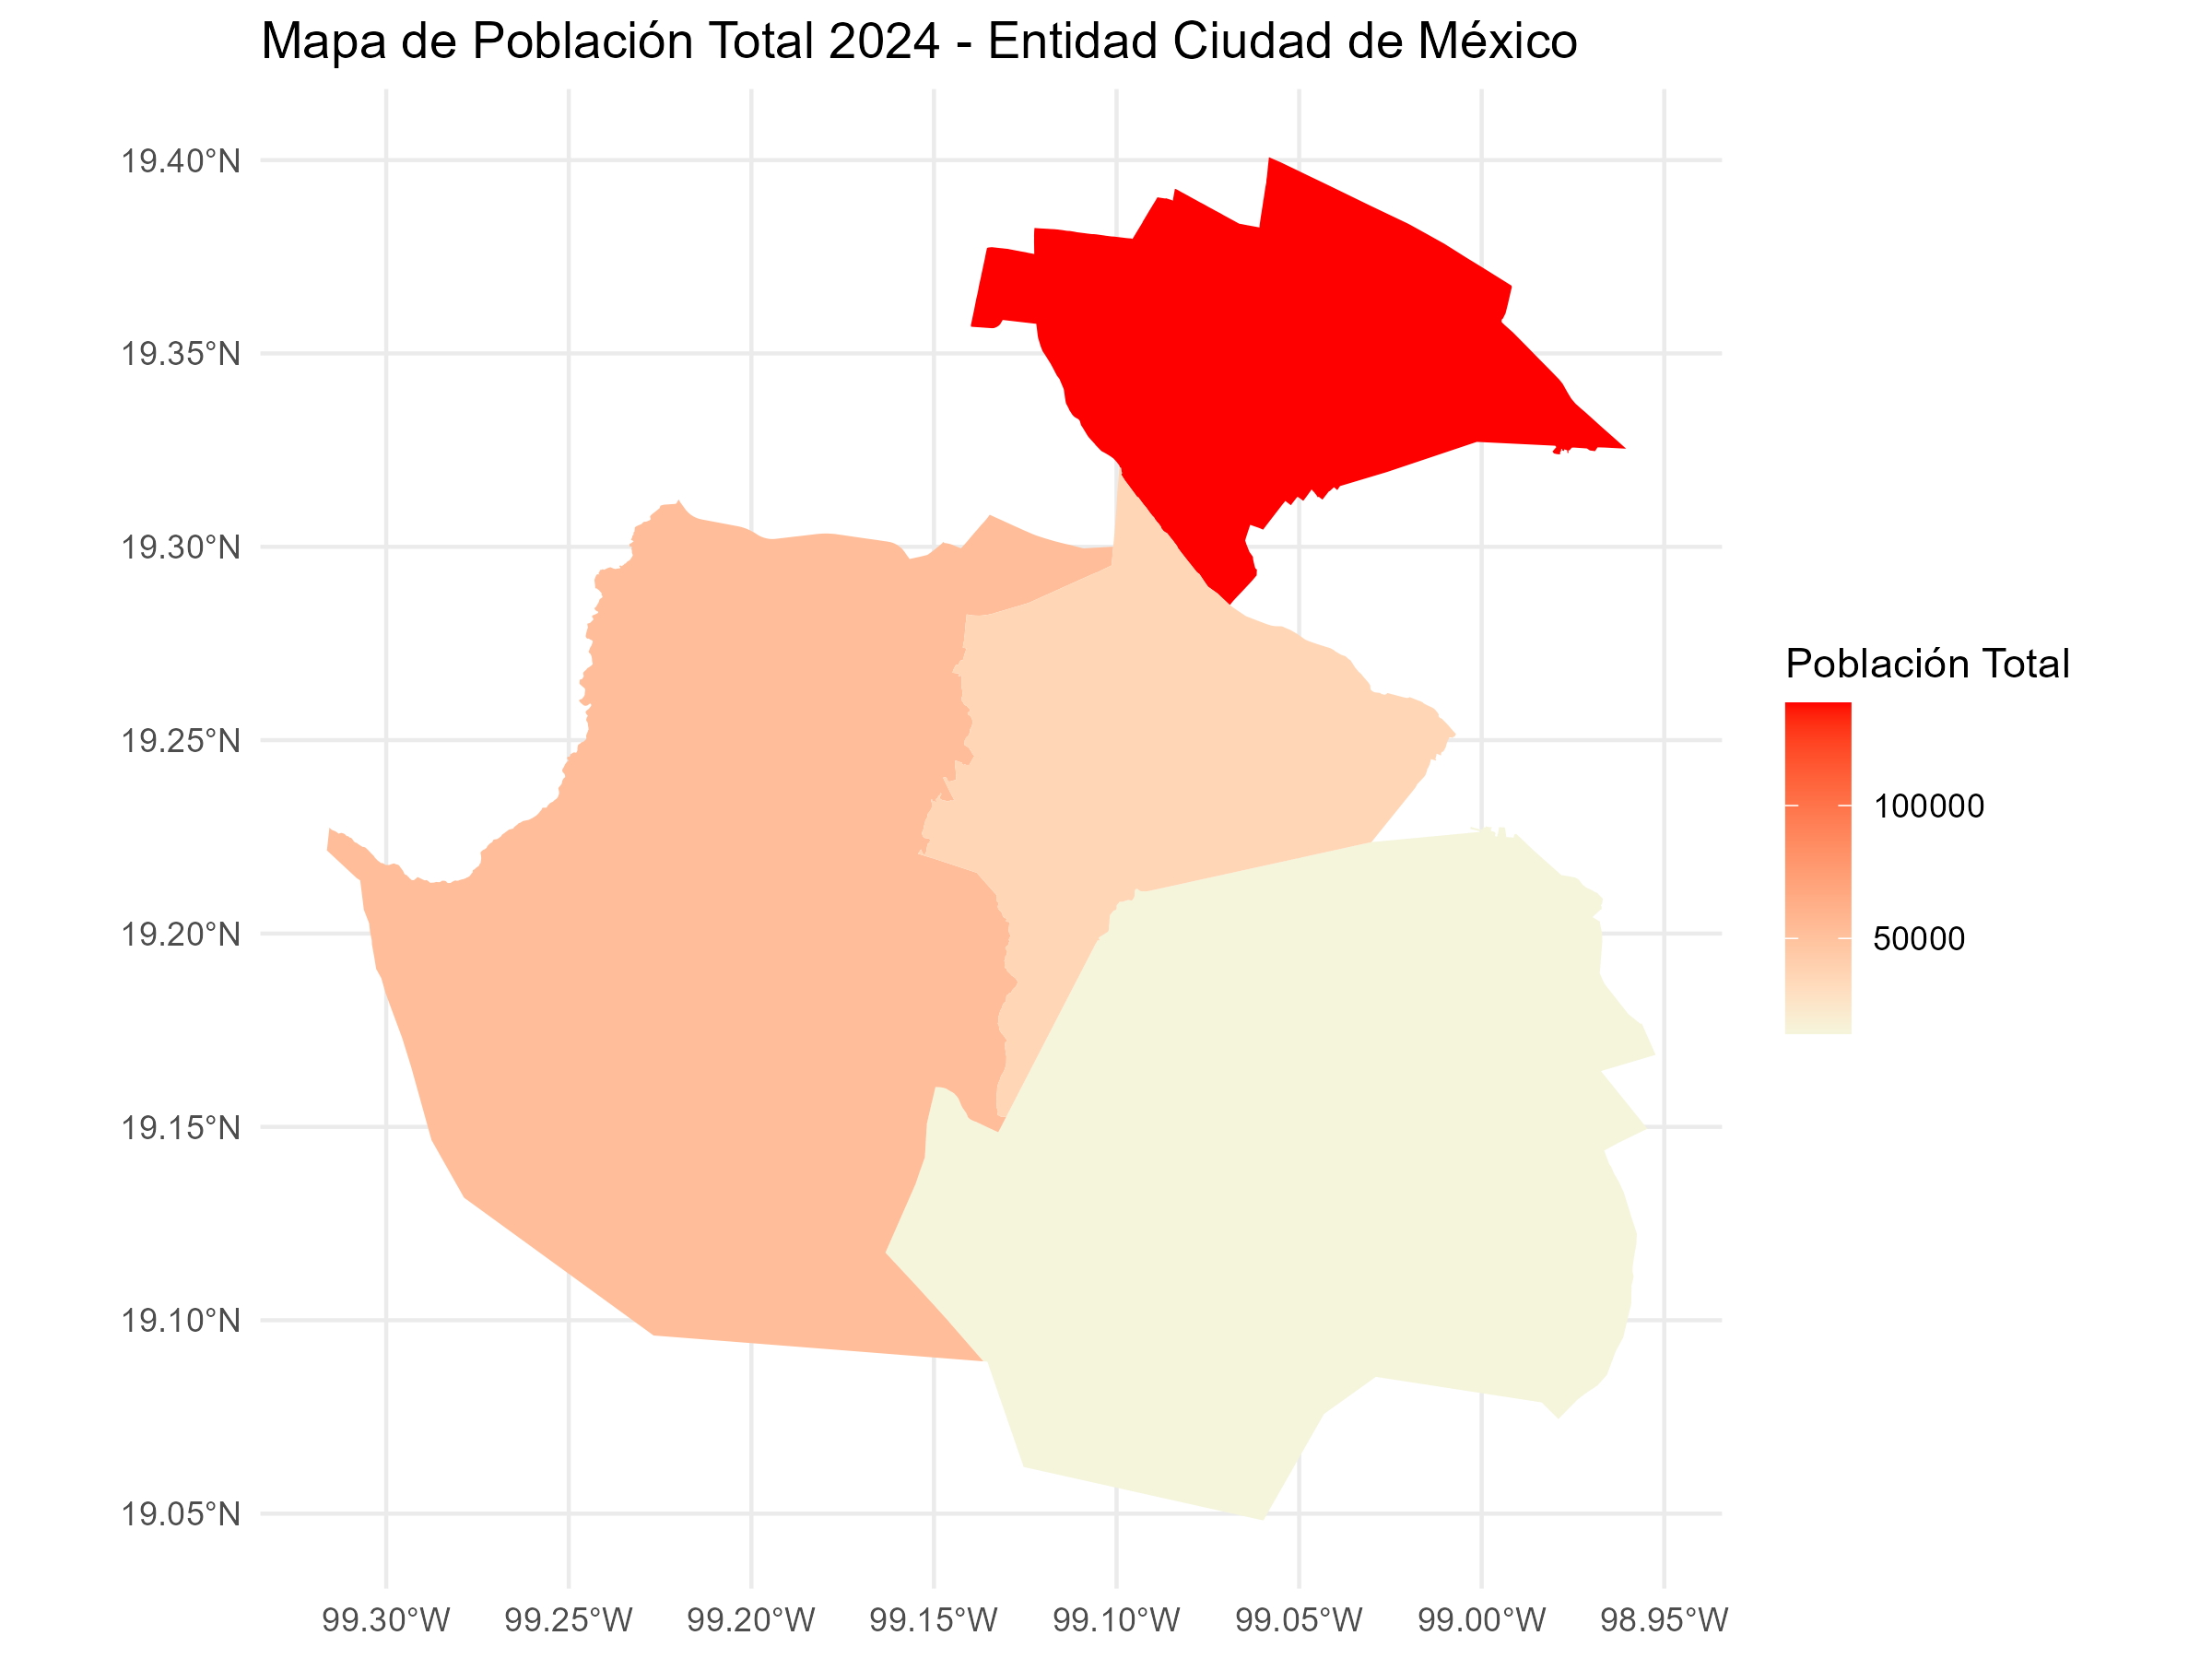 Mapa de Población Total 2024 - Entidad Ciudad de México
19.40°N
19.35°N
19.30°N
19.25°N
19.20°N
19.15°N
19.10°N
19.05°N
99.30°W
99.25°W
99.20°W
99.15°W
99.10°W
99.05°W
99.00°W
98.95°W
Población Total
100000
50000